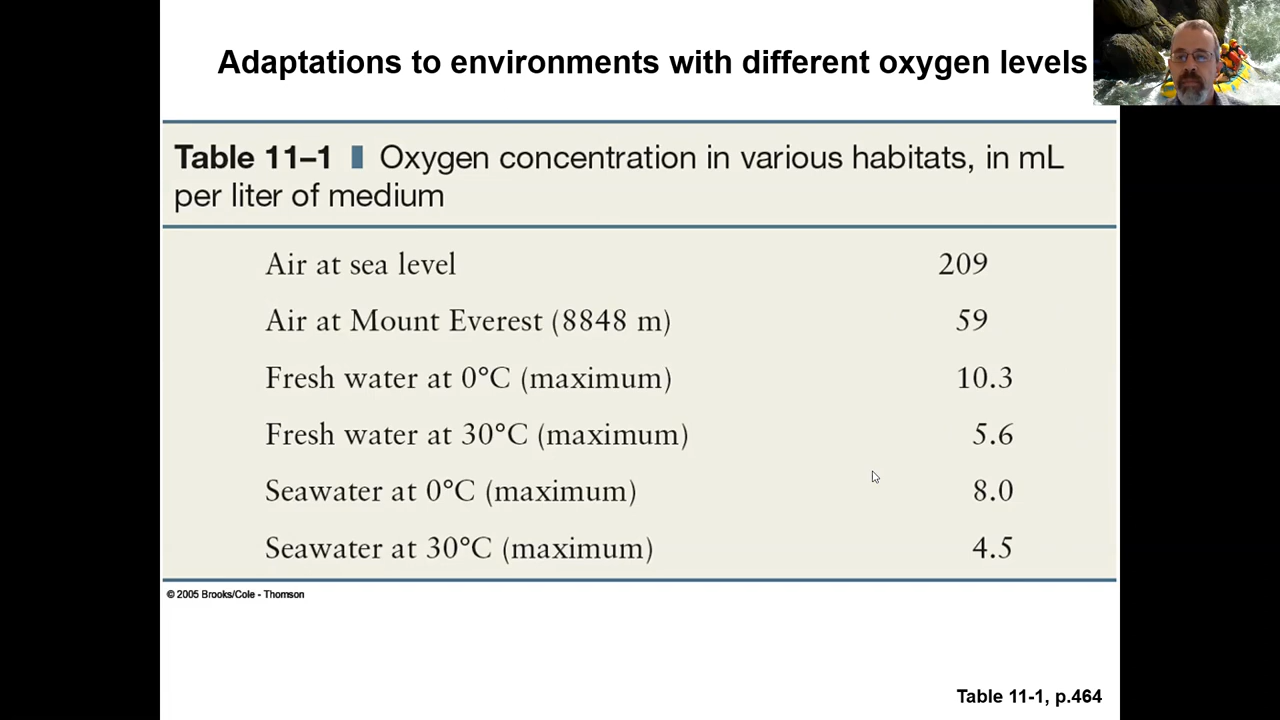 Adaptations to environments with different oxygen levels
Table 11–1 ▮ Oxygen concentration in various habitats, in mL
per liter of medium
Air at sea level 209
Air at Mount Everest (8848 m) 59
Fresh water at 0°C (maximum) 10.3
Fresh water at 30°C (maximum) 5.6
Seawater at 0°C (maximum) 8.0
Seawater at 30°C (maximum) 4.5
© 2005 Brooks/Cole - Thomson
Table 11-1, p.464